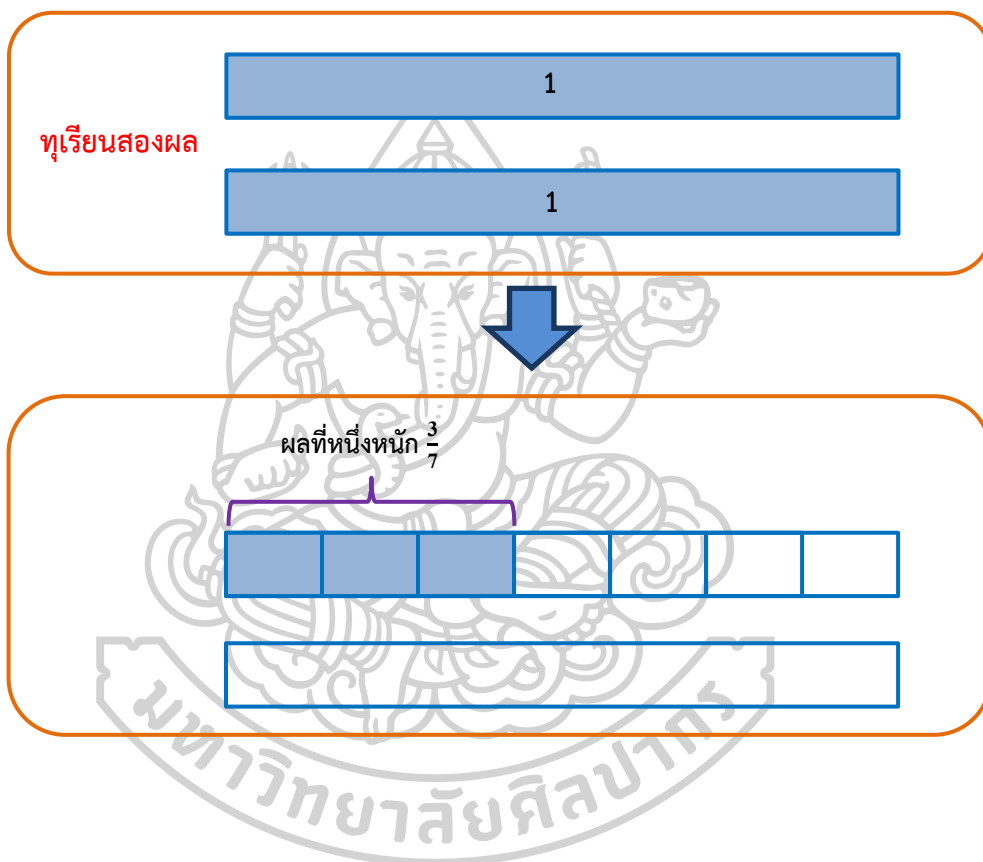 1
ทุเรียนสองผล
1
ผลที่หนึ่งหนัก 3/7
มหาวิทยาลัยศิลปากร